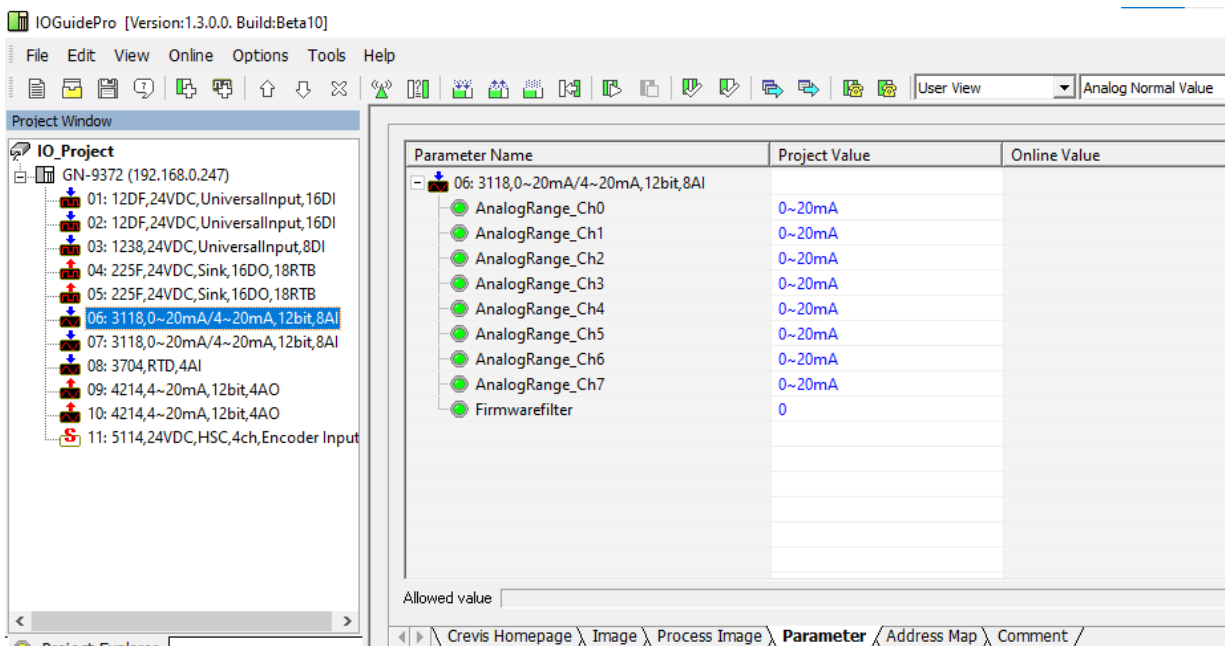 IOGuidePro [Version:1.3.0.0. Build:Beta10]
File Edit View Online Options Tools Help
User View
Analog Normal Value
Project Window
IO_Project
GN-9372 (192.168.0.247)
01: 12DF,24VDC,UniversalInput,16DI
02: 12DF,24VDC,UniversalInput,16DI
03: 1238,24VDC,UniversalInput,8DI
04: 225F,24VDC,Sink,16DO,18RTB
05: 225F,24VDC,Sink,16DO,18RTB
06: 3118,0~20mA/4~20mA,12bit,8AI
07: 3118,0~20mA/4~20mA,12bit,8AI
08: 3704,RTD,4AI
09: 4214,4~20mA,12bit,4AO
10: 4214,4~20mA,12bit,4AO
11: 5114,24VDC,HSC,4ch,Encoder Input
Project Explorer
Parameter Name Project Value Online Value
06: 3118,0~20mA/4~20mA,12bit,8AI
AnalogRange_Ch0 0~20mA
AnalogRange_Ch1 0~20mA
AnalogRange_Ch2 0~20mA
AnalogRange_Ch3 0~20mA
AnalogRange_Ch4 0~20mA
AnalogRange_Ch5 0~20mA
AnalogRange_Ch6 0~20mA
AnalogRange_Ch7 0~20mA
Firmwarefilter 0
Allowed value
Crevis Homepage Image Process Image Parameter Address Map Comment